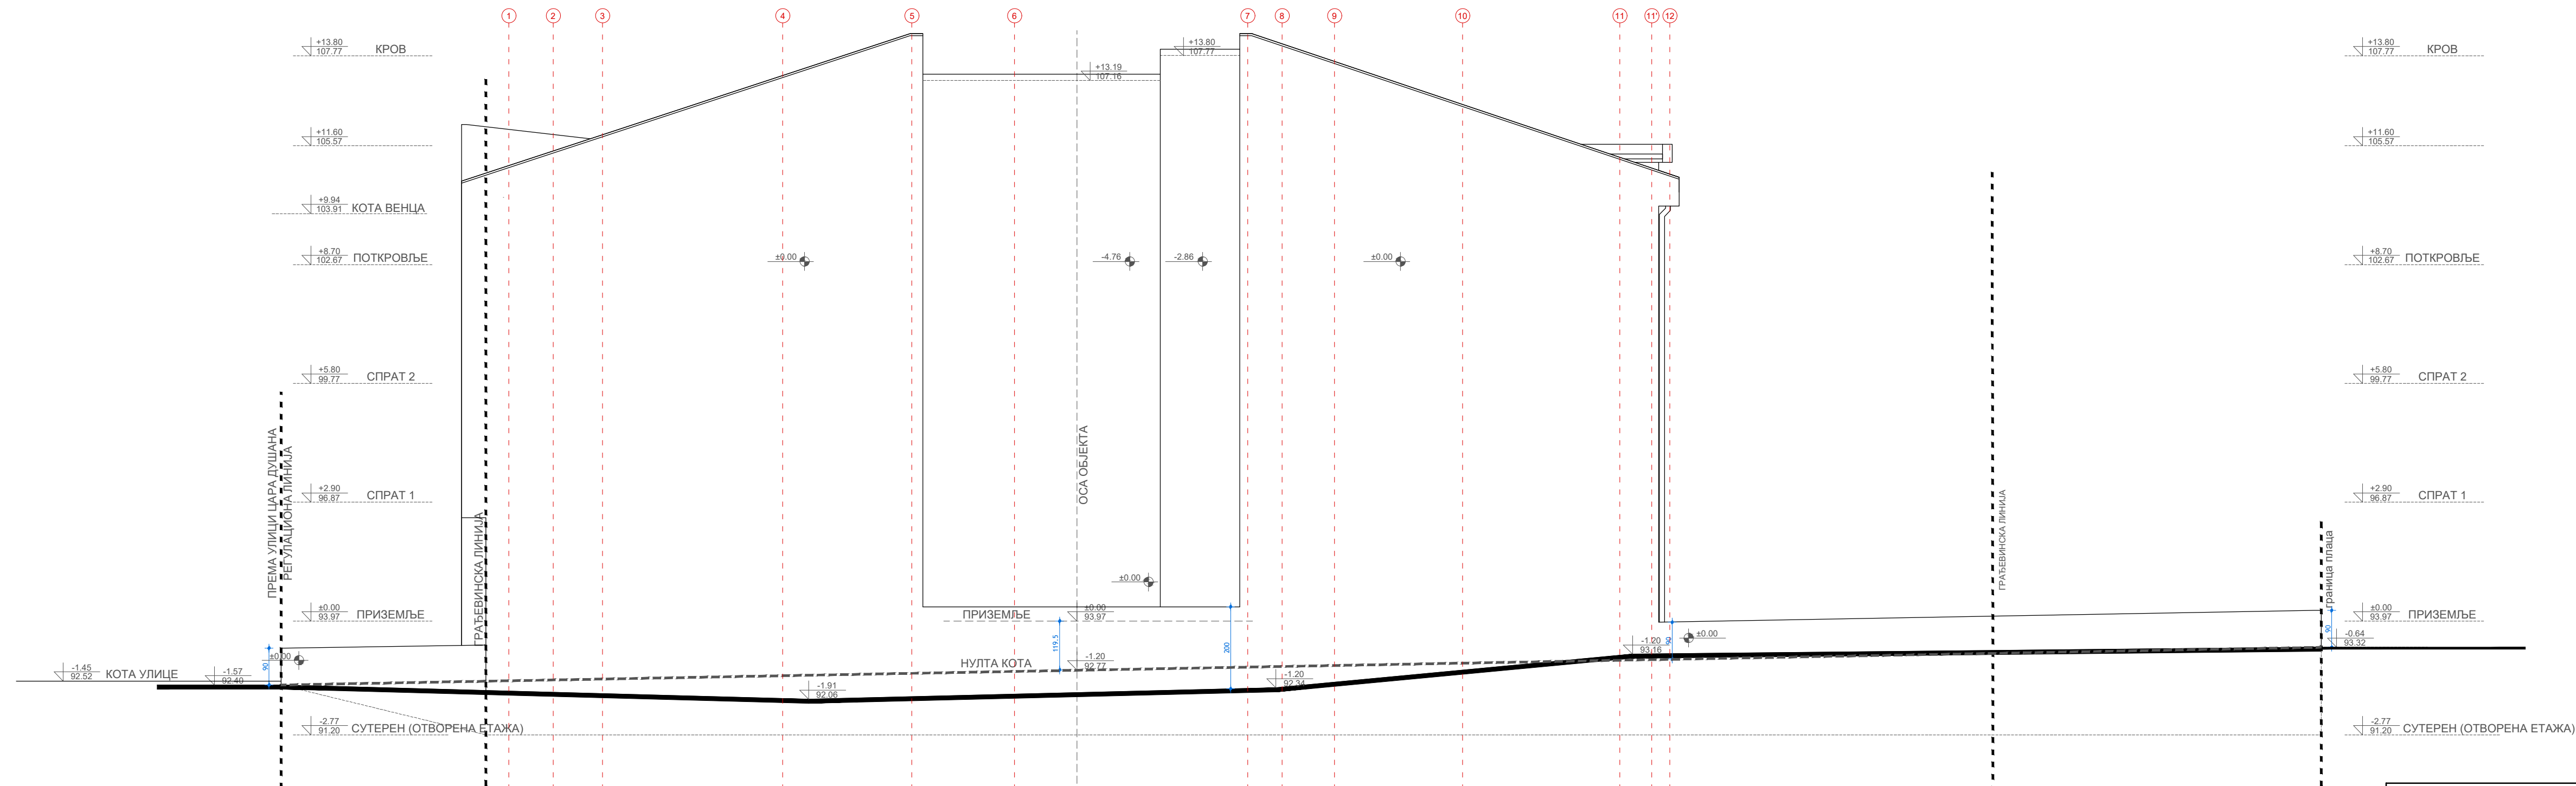 1 2 3 4 5 6 7 8 9 10 11 11' 12
+13.80
107.77 КРОВ
+13.80
107.77
+13.19
107.16
+13.80
107.77 КРОВ
+11.60
105.57
+11.60
105.57
+9.94
103.91 КОТА ВЕНЦА
+8.70
102.67 ПОТКРОВЉЕ
±0.00
-4.76
-2.86
±0.00
+8.70
102.67 ПОТКРОВЉЕ
+5.80
99.77 СПРАТ 2
+5.80
99.77 СПРАТ 2
ПРЕМА УЛИЦИ ЦАРА ДУШАНА
РЕГУЛАЦИОНА ЛИНИЈА
+2.90
96.87 СПРАТ 1
ГРАЂЕВИНСКА ЛИНИЈА
ОСА ОБЈЕКТА
ГРАЂЕВИНСКА ЛИНИЈА
граница плаца
+2.90
96.87 СПРАТ 1
±0.00
±0.00
93.97 ПРИЗЕМЉЕ
ПРИЗЕМЉЕ ±0.00
93.97
±0.00
93.97 ПРИЗЕМЉЕ
119.5
200
90
90
-1.20
93.16
±0.00
-0.64
93.32
90
±0.00
НУЛТА КОТА -1.20
92.77
-1.45
92.52 КОТА УЛИЦЕ
-1.57
92.40
-1.91
92.06
-1.20
92.34
-2.77
91.20 СУТЕРЕН (ОТВОРЕНА ЕТАЖА)
-2.77
91.20 СУТЕРЕН (ОТВОРЕНА ЕТАЖА)